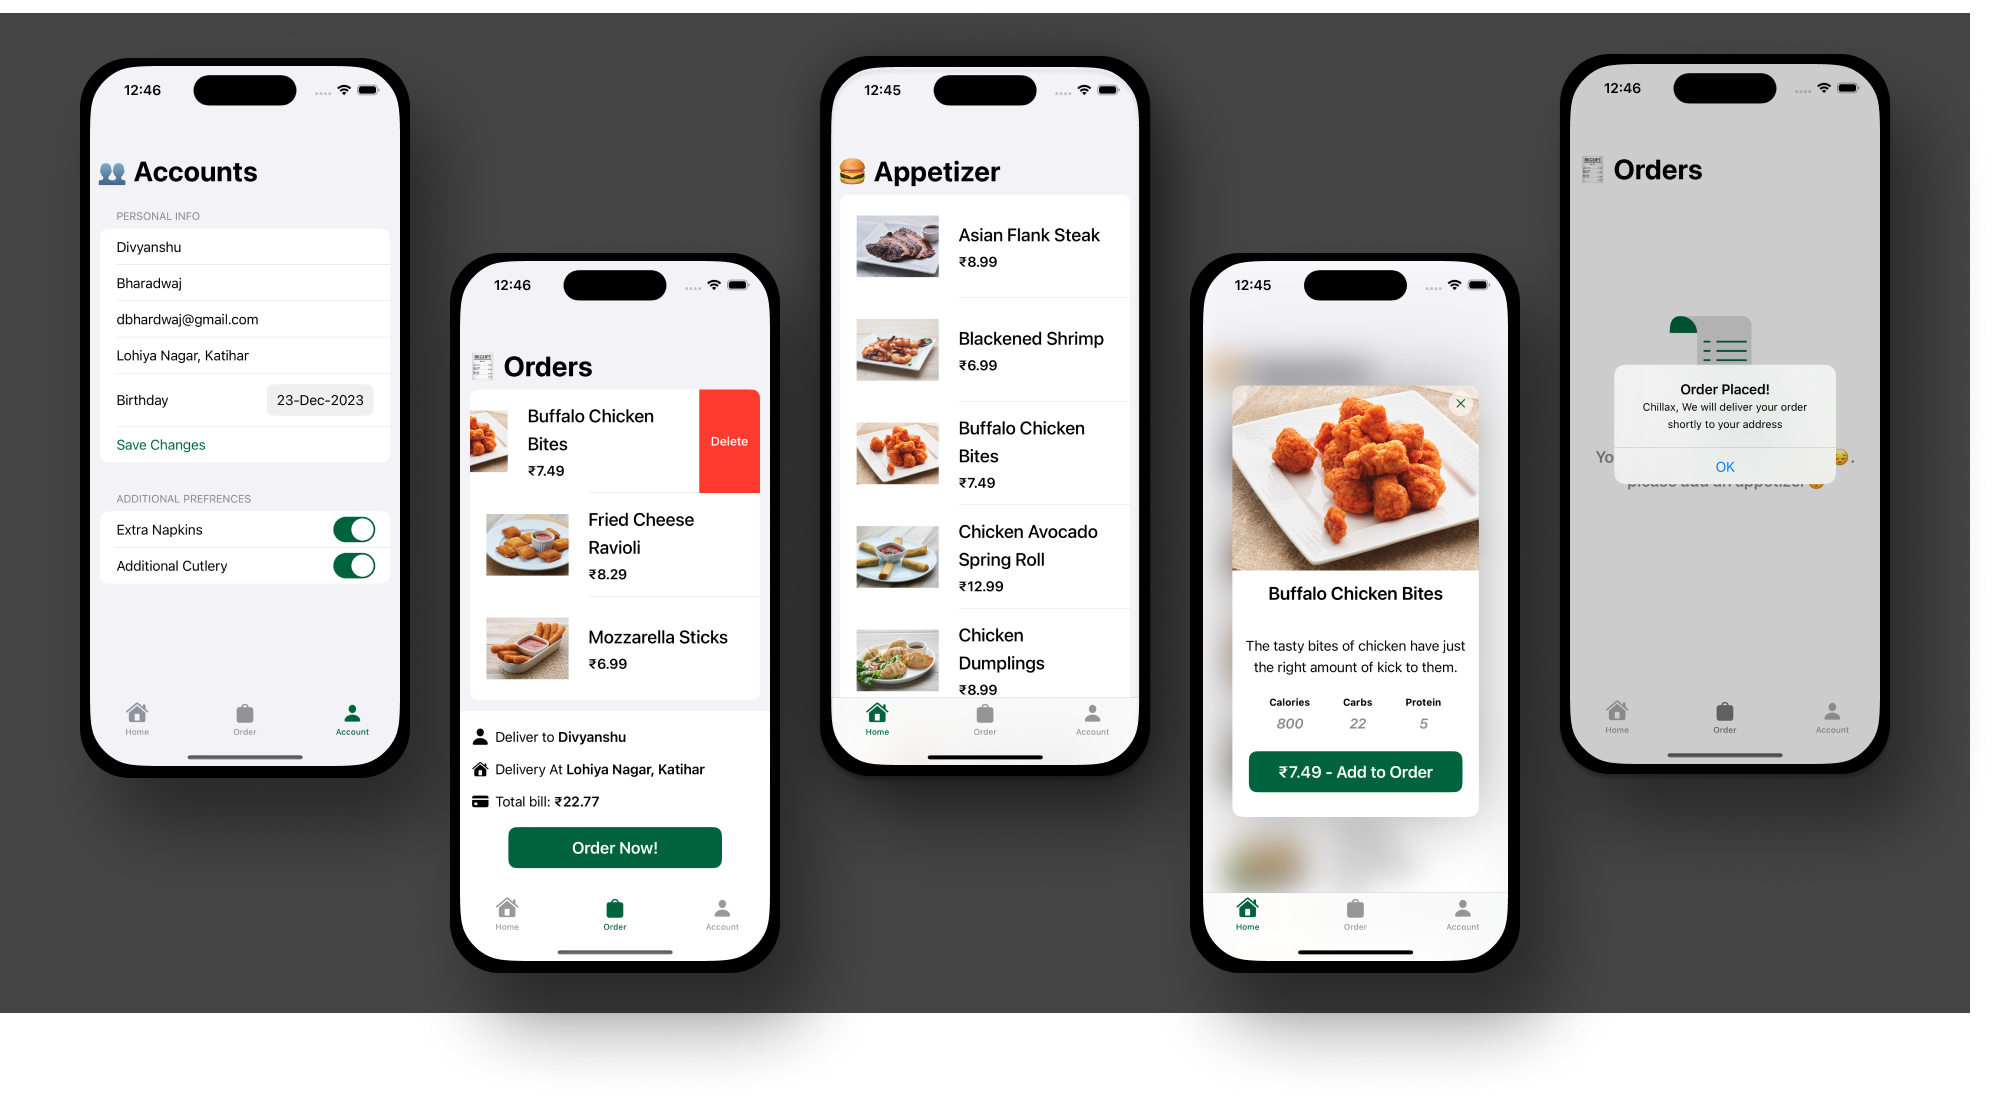 12:46
Accounts
PERSONAL INFO
Divyanshu
Bharadwaj
dbhardwaj@gmail.com
Lohiya Nagar, Katihar
Birthday
23-Dec-2023
Save Changes
ADDITIONAL PREFRENCES
Extra Napkins
Additional Cutlery
Home
Order
Account
12:46
Orders
Buffalo Chicken
Bites
₹7.49
Delete
Fried Cheese
Ravioli
₹8.29
Mozzarella Sticks
₹6.99
Deliver to Divyanshu
Delivery At Lohiya Nagar, Katihar
Total bill: ₹22.77
Order Now!
Home
Order
Account
12:45
Appetizer
Asian Flank Steak
₹8.99
Blackened Shrimp
₹6.99
Buffalo Chicken
Bites
₹7.49
Chicken Avocado
Spring Roll
₹12.99
Chicken
Dumplings
₹8.99
Home
Order
Account
12:45
Buffalo Chicken Bites
The tasty bites of chicken have just
the right amount of kick to them.
Calories
Carbs
Protein
800
22
5
₹7.49 - Add to Order
Home
Order
Account
12:46
Orders
Order Placed!
Chillax, We will deliver your order
shortly to your address
OK
please add an appetizer
Home
Order
Account